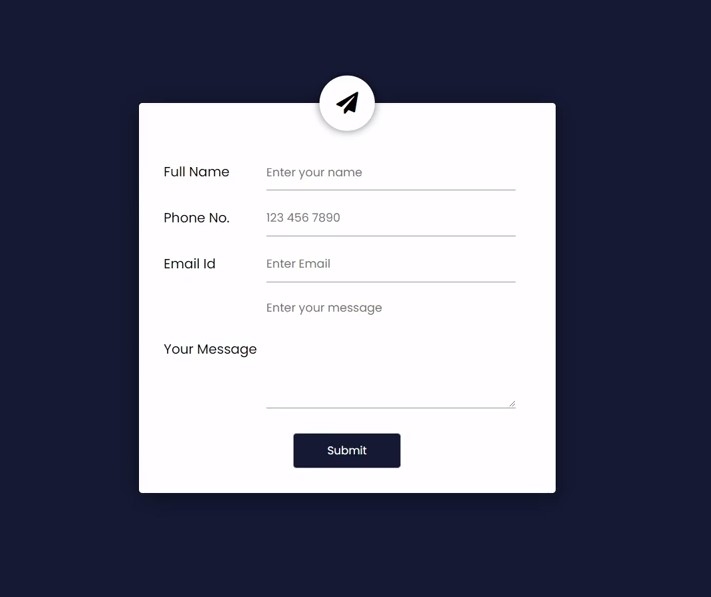 Full Name
Enter your name
Phone No.
123 456 7890
Email Id
Enter Email
Enter your message
Your Message
Submit